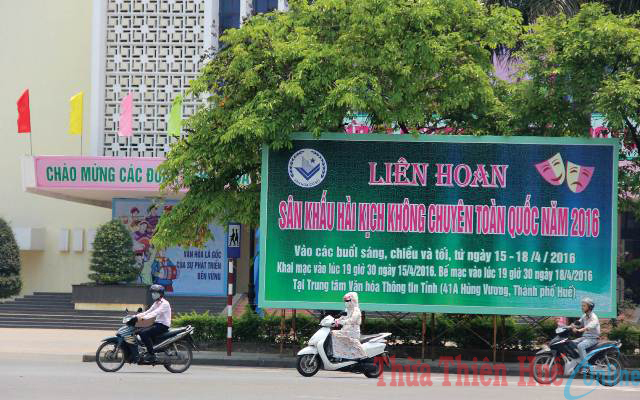 CHÀO MỪNG CÁC ĐO
VĂN HÓA LÀ GỐC
CỦA SỰ PHÁT TRIỂN
BỀN VỮNG
LIÊN HOAN
SÂN KHẤU HÀI KỊCH KHÔNG CHUYÊN TOÀN QUỐC NĂM 2016
Vào các buổi sáng, chiều và tối, từ ngày 15 - 18 / 4 / 2016
Khai mạc vào lúc 19 giờ 30 ngày 15/4/2016. Bế mạc vào lúc 19 giờ 30 ngày 18/4/2016
Tại Trung tâm Văn hóa Thông tin Tỉnh (41A Hùng Vương, Thành phố Huế)
Thừa Thiên Huế Online